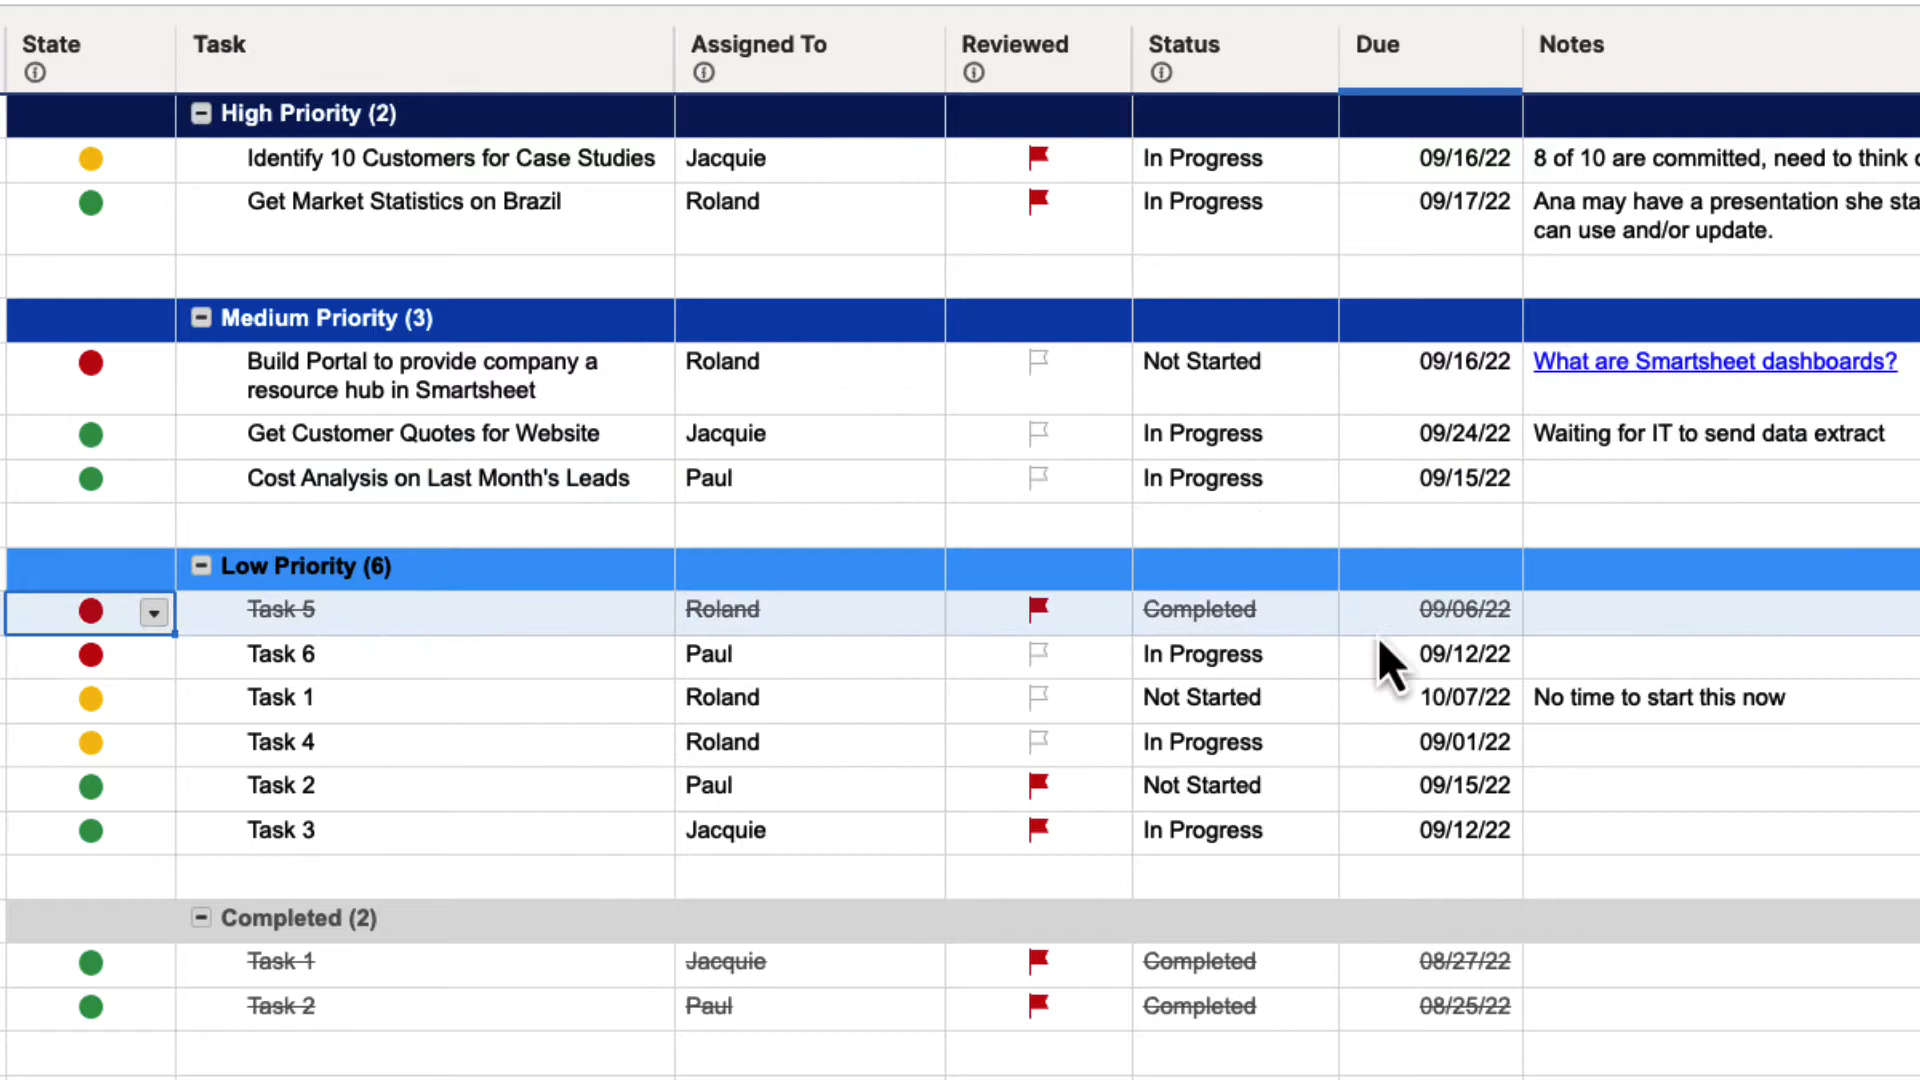 State Task Assigned To Reviewed Status Due Notes
High Priority (2)
Identify 10 Customers for Case Studies Jacquie In Progress 09/16/22 8 of 10 are committed, need to think
Get Market Statistics on Brazil Roland In Progress 09/17/22 Ana may have a presentation she sta
can use and/or update.
Medium Priority (3)
Build Portal to provide company a Roland Not Started 09/16/22 What are Smartsheet dashboards?
resource hub in Smartsheet
Get Customer Quotes for Website Jacquie In Progress 09/24/22 Waiting for IT to send data extract
Cost Analysis on Last Month's Leads Paul In Progress 09/15/22
Low Priority (6)
Task 5 Roland Completed 09/06/22
Task 6 Paul In Progress 09/12/22
Task 1 Roland Not Started 10/07/22 No time to start this now
Task 4 Roland In Progress 09/01/22
Task 2 Paul Not Started 09/15/22
Task 3 Jacquie In Progress 09/12/22
Completed (2)
Task 1 Jacquie Completed 08/27/22
Task 2 Paul Completed 08/25/22